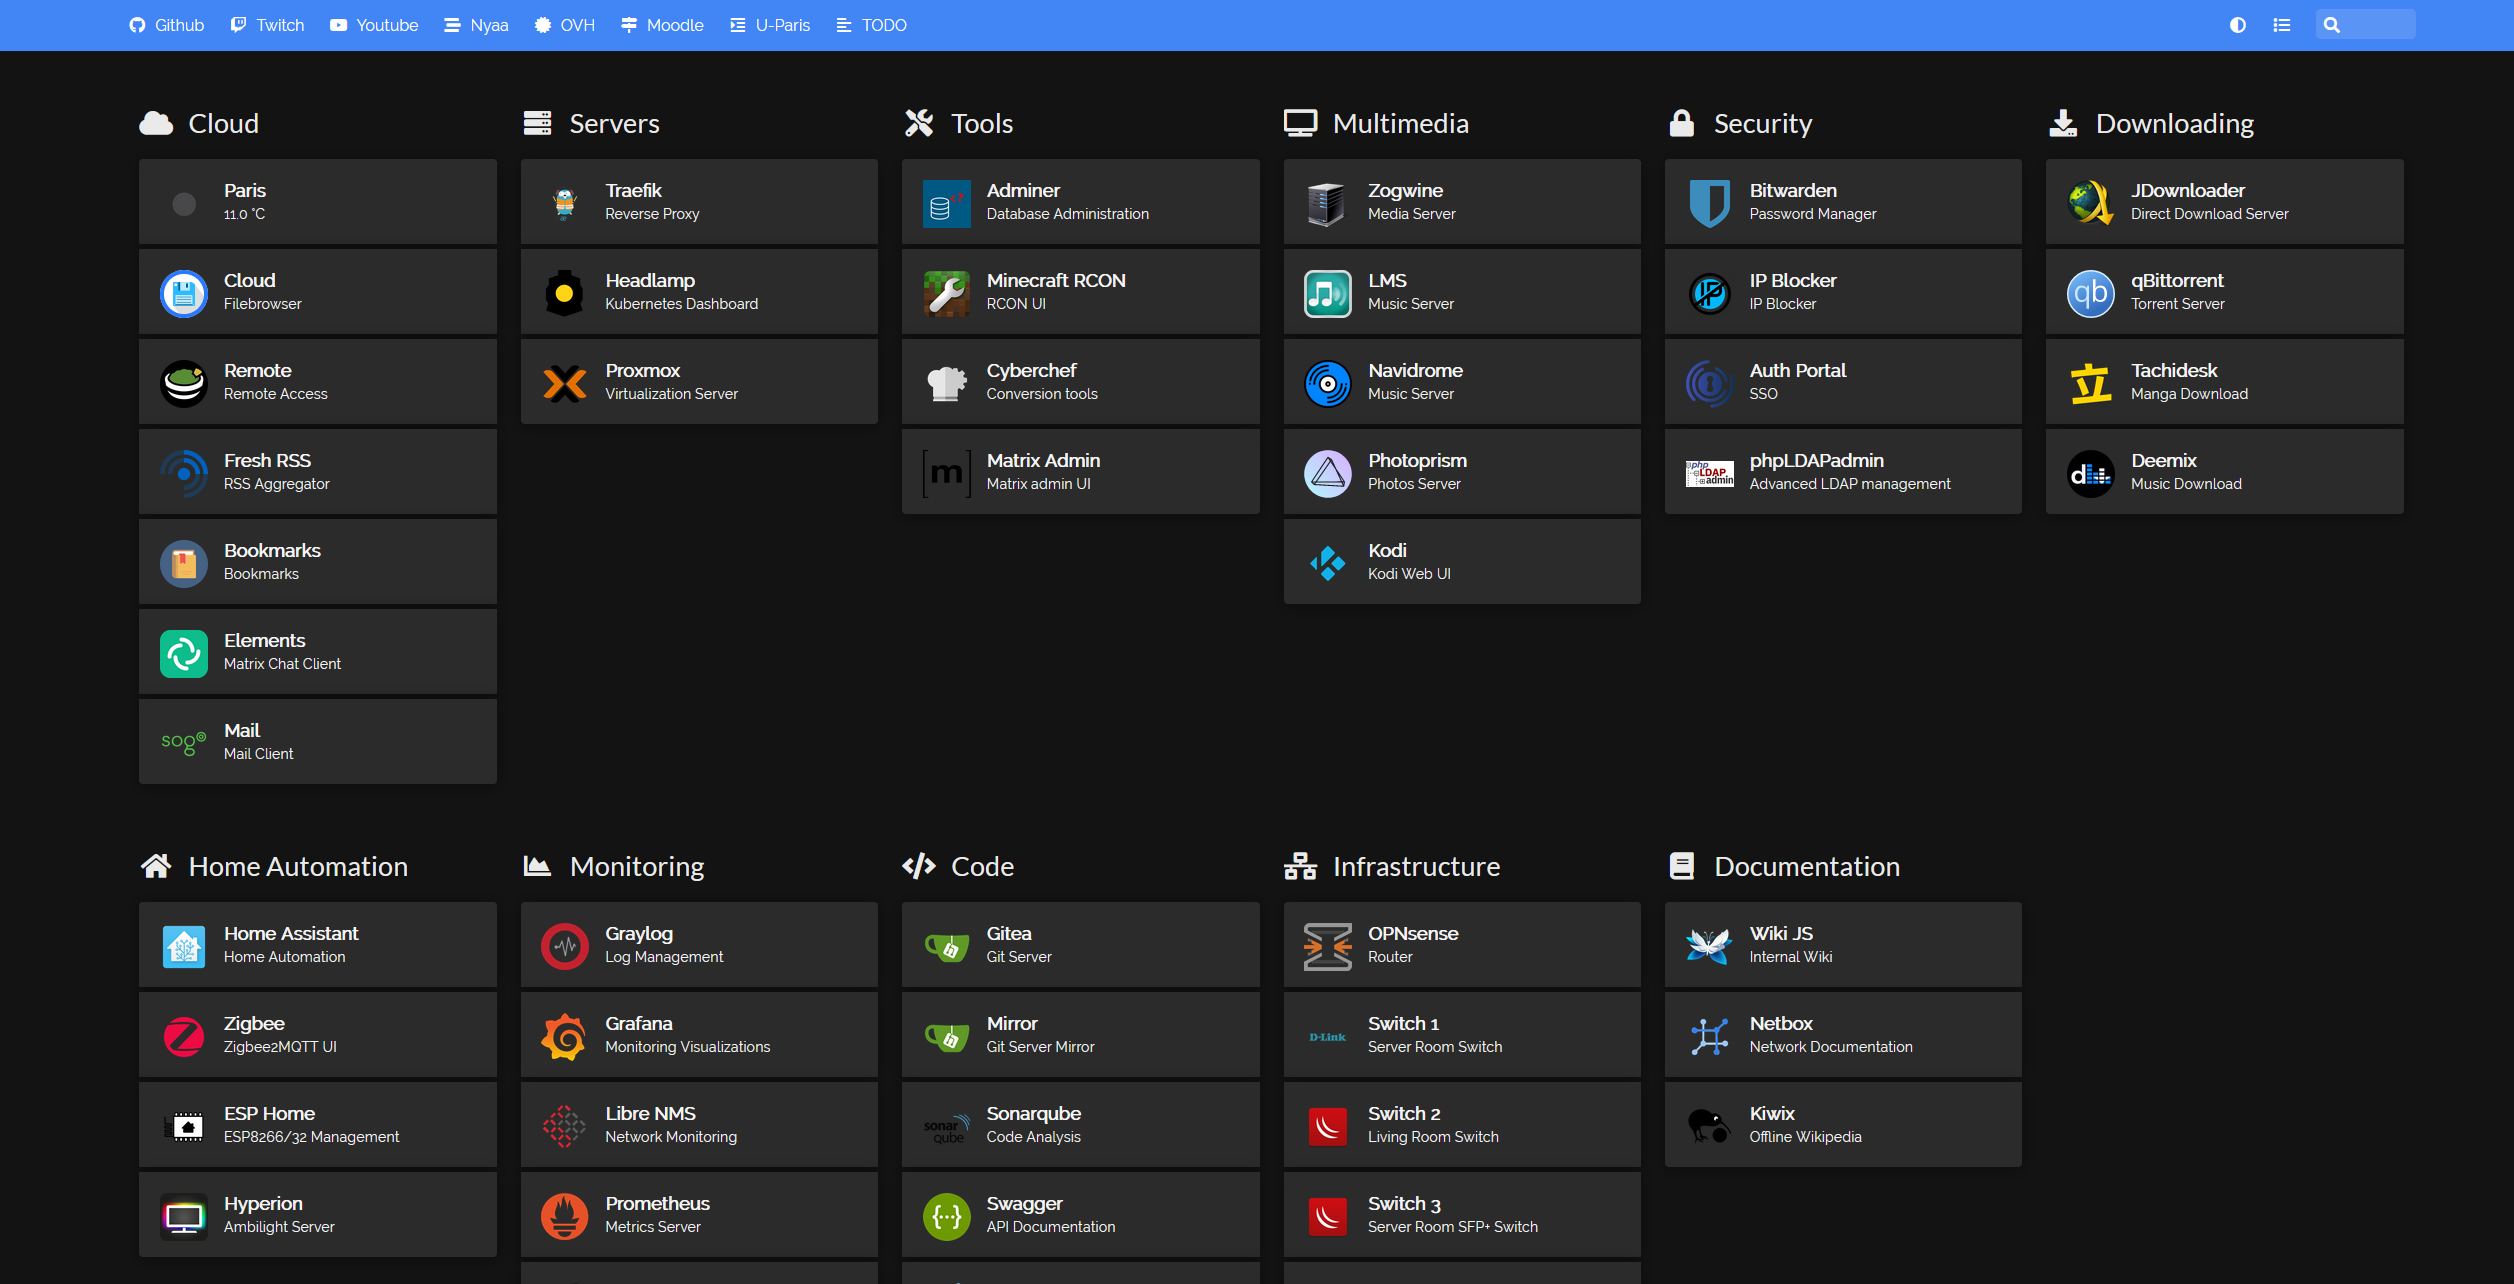 Github Twitch Youtube Nyaa OVH Moodle U-Paris TODO
Cloud
Paris
11.0 °C
Cloud
Filebrowser
Remote
Remote Access
Fresh RSS
RSS Aggregator
Bookmarks
Bookmarks
Elements
Matrix Chat Client
sogo
Mail
Mail Client
Servers
Traefik
Reverse Proxy
Headlamp
Kubernetes Dashboard
Proxmox
Virtualization Server
Tools
Adminer
Database Administration
Minecraft RCON
RCON UI
Cyberchef
Conversion tools
[m]
Matrix Admin
Matrix admin UI
Multimedia
Zogwine
Media Server
LMS
Music Server
Navidrome
Music Server
Photoprism
Photos Server
Kodi
Kodi Web UI
Security
Bitwarden
Password Manager
IP
IP Blocker
IP Blocker
Auth Portal
SSO
php
LDAP
admin
phpLDAPadmin
Advanced LDAP management
Downloading
JDownloader
Direct Download Server
qb
qBittorrent
Torrent Server
立
Tachidesk
Manga Download
d
Deemix
Music Download
Home Automation
Home Assistant
Home Automation
Zigbee
Zigbee2MQTT UI
ESP Home
ESP8266/32 Management
Hyperion
Ambilight Server
Monitoring
Graylog
Log Management
Grafana
Monitoring Visualizations
Libre NMS
Network Monitoring
Prometheus
Metrics Server
Code
Gitea
Git Server
Mirror
Git Server Mirror
sonar
qube
Sonarqube
Code Analysis
{···}
Swagger
API Documentation
Infrastructure
OPNsense
Router
D-Link
Switch 1
Server Room Switch
Switch 2
Living Room Switch
Switch 3
Server Room SFP+ Switch
Documentation
Wiki JS
Internal Wiki
Netbox
Network Documentation
Kiwix
Offline Wikipedia